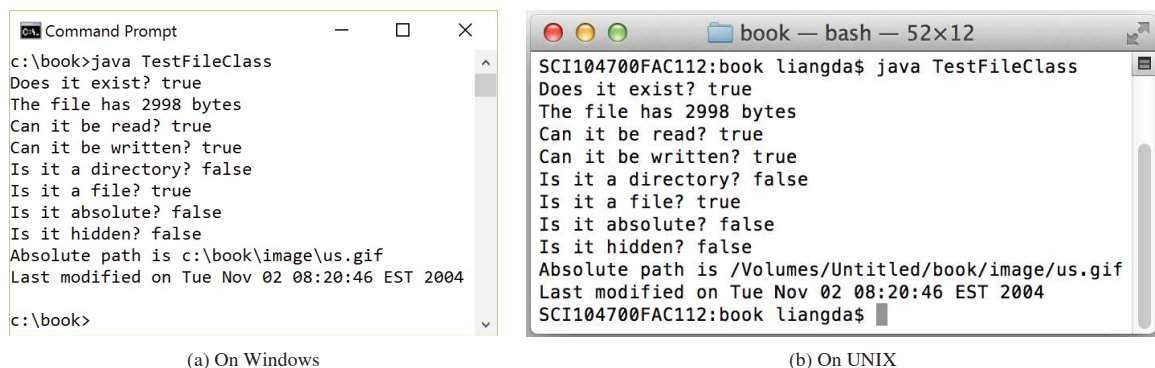 Command Prompt
c:\book>java TestFileClass
Does it exist? true
The file has 2998 bytes
Can it be read? true
Can it be written? true
Is it a directory? false
Is it a file? true
Is it absolute? false
Is it hidden? false
Absolute path is c:\book\image\us.gif
Last modified on Tue Nov 02 08:20:46 EST 2004
c:\book>
(a) On Windows
book — bash — 52×12
SCI104700FAC112:book liangda$ java TestFileClass
Does it exist? true
The file has 2998 bytes
Can it be read? true
Can it be written? true
Is it a directory? false
Is it a file? true
Is it absolute? false
Is it hidden? false
Absolute path is /Volumes/Untitled/book/image/us.gif
Last modified on Tue Nov 02 08:20:46 EST 2004
SCI104700FAC112:book liangda$
(b) On UNIX